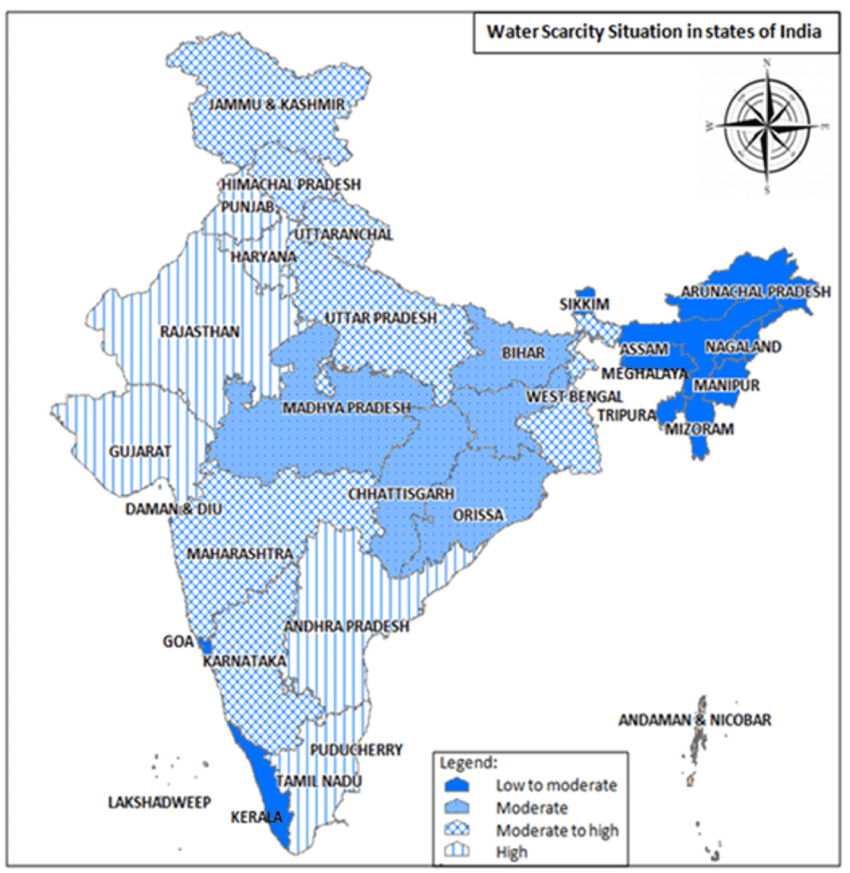 Water Scarcity Situation in states of India
N
W
E
S
JAMMU & KASHMIR
HIMACHAL PRADESH
PUNJAB
UTTARANCHAL
HARYANA
ARUNACHAL PRADESH
SIKKIM
UTTAR PRADESH
RAJASTHAN
NAGALAND
ASSAM
BIHAR
MEGHALAYA
MANIPUR
WEST BENGAL
MADHYA PRADESH
TRIPURA
MIZORAM
GUJARAT
CHHATTISGARH
DAMAN & DIU
ORISSA
MAHARASHTRA
ANDHRA PRADESH
GOA
KARNATAKA
ANDAMAN & NICOBAR
PUDUCHERRY
TAMIL NADU
LAKSHADWEEP
KERALA
Legend:
Low to moderate
Moderate
Moderate to high
High